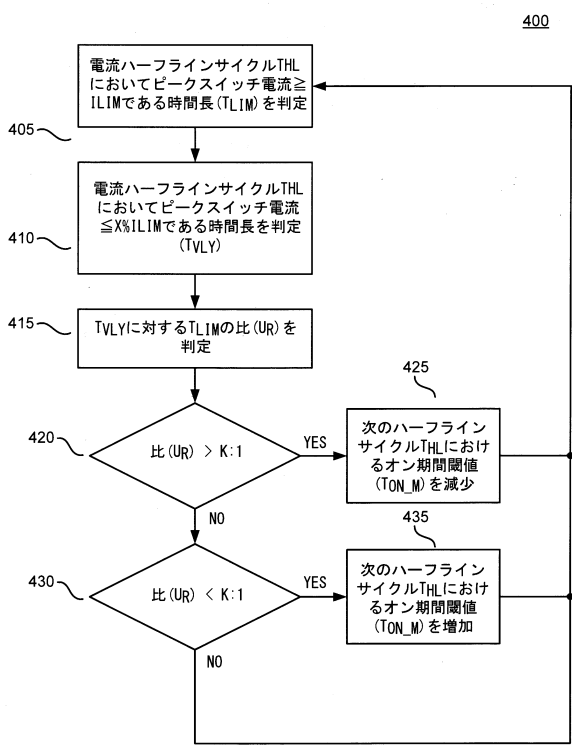 400
電流ハーフラインサイクルTHL
においてピークスイッチ電流≧
ILIMである時間長(TLIM)を判定
405
電流ハーフラインサイクルTHL
においてピークスイッチ電流
≦X%ILIMである時間長を判定
(TVLY)
410
TVLYに対するTLIMの比(UR)を
判定
415
比(UR) > K:1
420
YES
次のハーフライン
サイクルTHLにおけ
るオン期間閾値
(TON_M)を減少
425
NO
比(UR) < K:1
430
YES
次のハーフライン
サイクルTHLにおけ
るオン期間閾値
(TON_M)を増加
435
NO